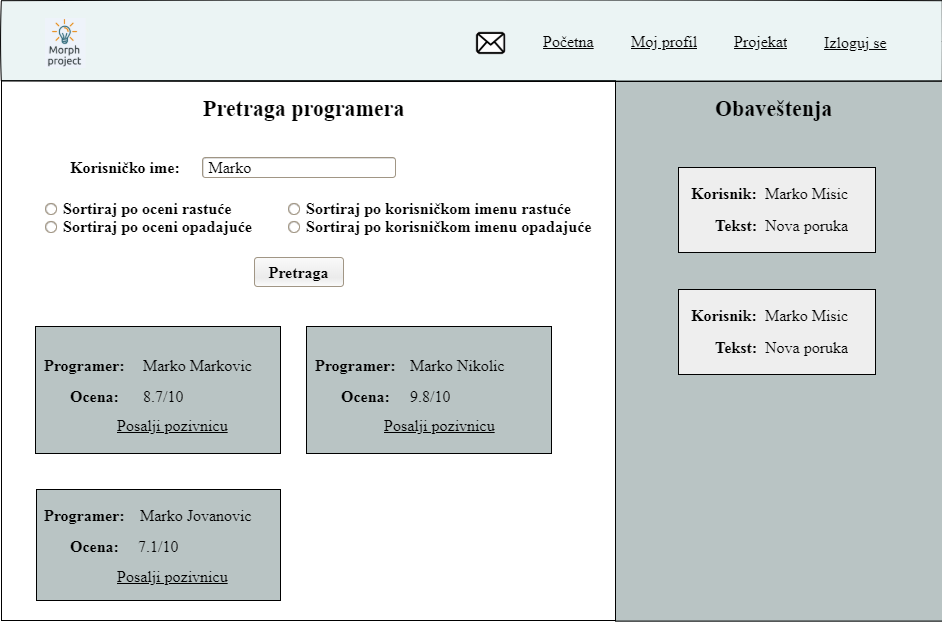 Morph
project
Početna
Moj profil
Projekat
Izloguj se
Pretraga programera
Korisničko ime: Marko
Sortiraj po oceni rastuće
Sortiraj po korisničkom imenu rastuće
Sortiraj po oceni opadajuće
Sortiraj po korisničkom imenu opadajuće
Pretraga
Programer: Marko Markovic
Ocena: 8.7/10
Posalji pozivnicu
Programer: Marko Nikolic
Ocena: 9.8/10
Posalji pozivnicu
Programer: Marko Jovanovic
Ocena: 7.1/10
Posalji pozivnicu
Obaveštenja
Korisnik: Marko Misic
Tekst: Nova poruka
Korisnik: Marko Misic
Tekst: Nova poruka